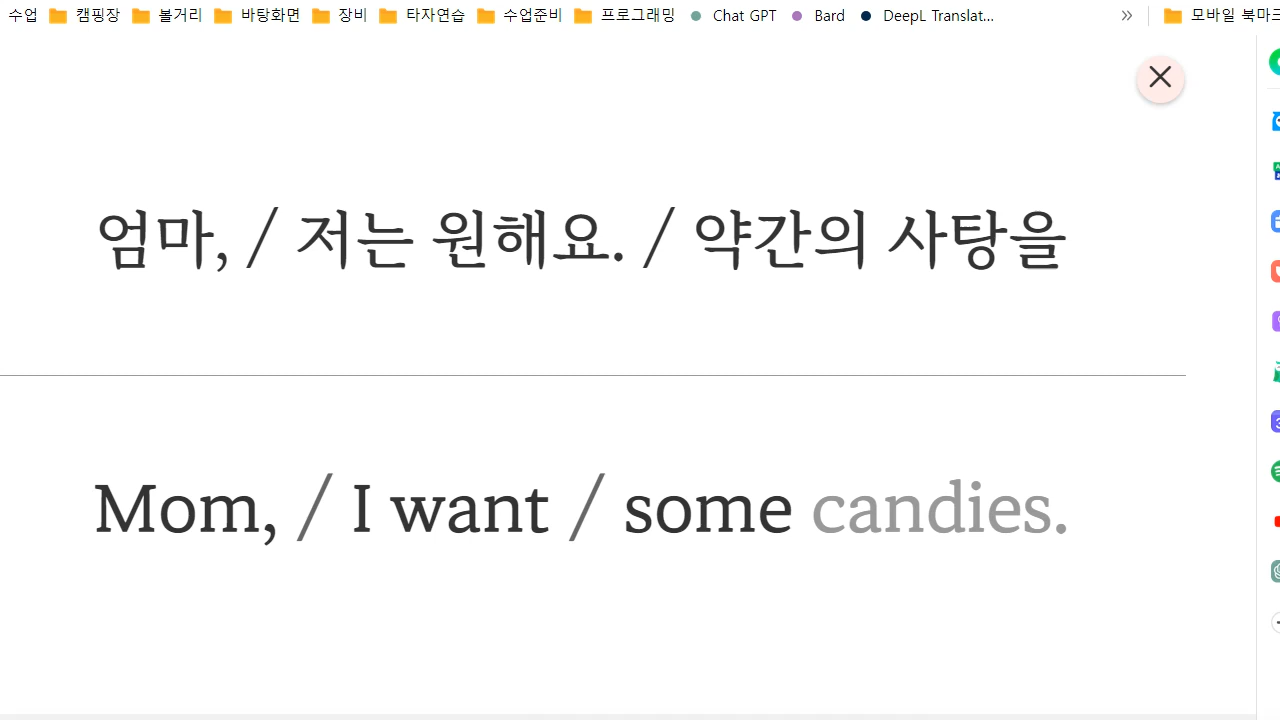 수업 캠핑장 볼거리 바탕화면 장비 타자연습 수업준비 프로그래밍 Chat GPT Bard DeepL Translat... » 모바일 북마크
엄마, / 저는 원해요. / 약간의 사탕을
Mom, / I want / some candies.